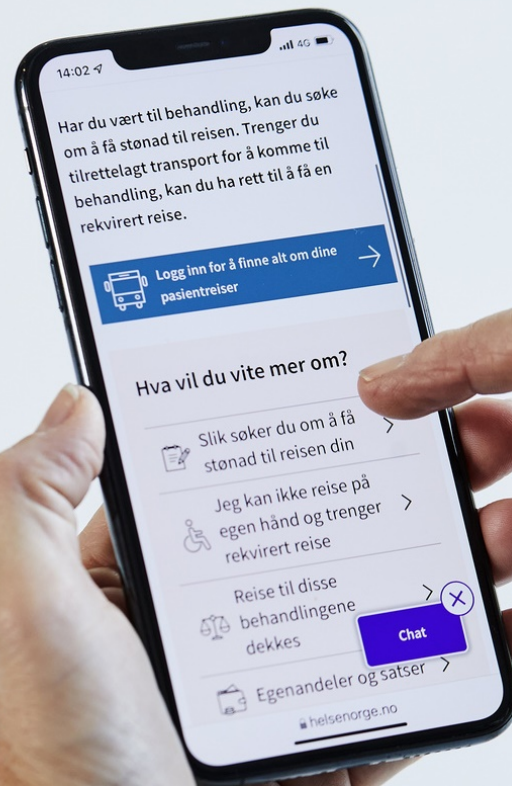 14:02
4G
Har du vært til behandling, kan du søke
om å få stønad til reisen. Trenger du
tilrettelagt transport for å komme til
behandling, kan du ha rett til å få en
rekvirert reise.
Logg inn for å finne alt om dine
pasientreiser
Hva vil du vite mer om?
Slik søker du om å få
stønad til reisen din
Jeg kan ikke reise på
egen hånd og trenger
rekvirert reise
Reise til disse
behandlingene
dekkes
Chat
Egenandeler og satser
helsenorge.no